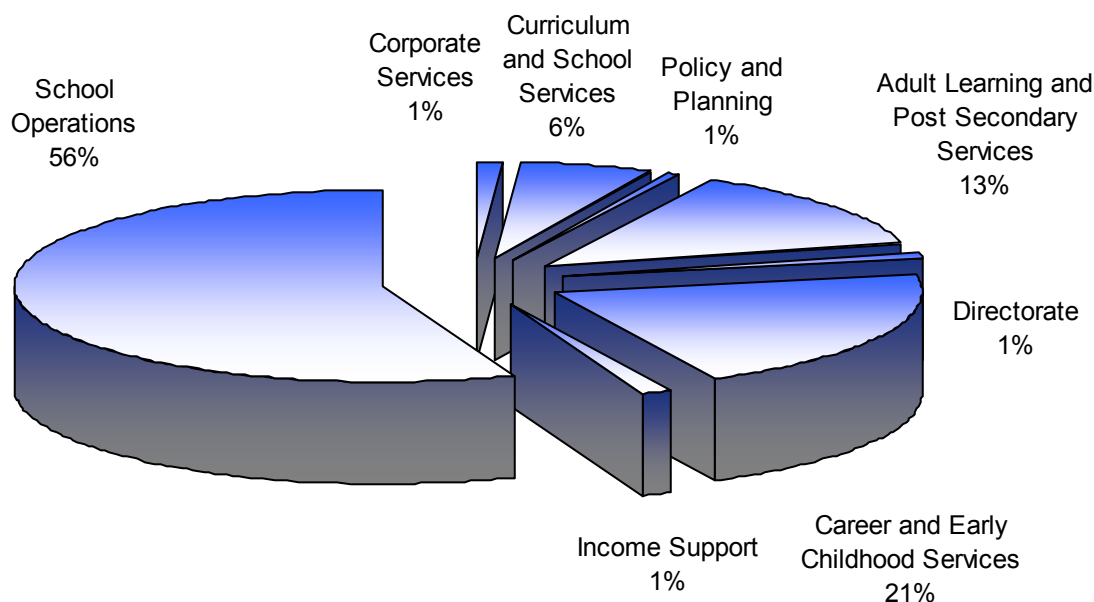 School
Operations
56%
Corporate
Services
1%
Curriculum
and School
Services
6%
Policy and
Planning
1%
Adult Learning and
Post Secondary
Services
13%
Directorate
1%
Career and Early
Childhood Services
21%
Income Support
1%